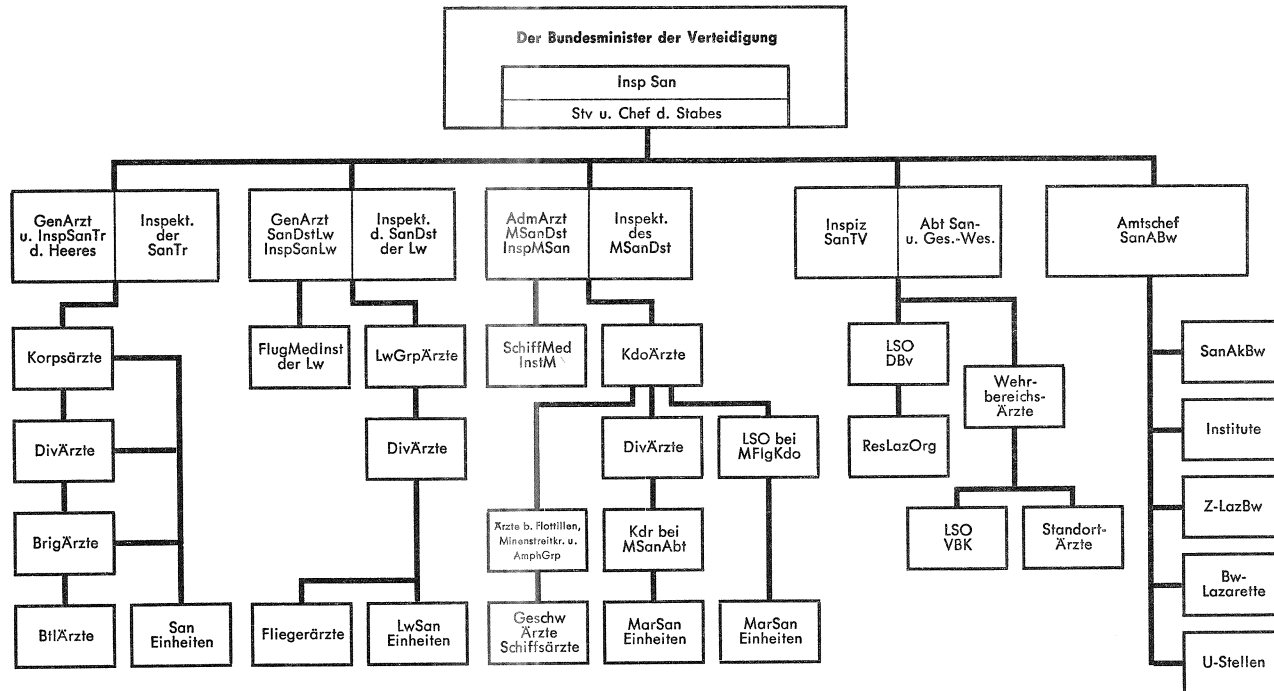 Der Bundesminister der Verteidigung
Insp San
Stv u. Chef d. Stabes
GenArzt
u. InspSanTr
d. Heeres
Inspekt.
der
SanTr
GenArzt
SanDstLw
InspSanLw
Inspekt.
d. SanDst
der Lw
AdmArzt
MSanDst
InspMSan
Inspekt.
des
MSanDst
Inspiz
SanTV
Abt San-
u. Ges.-Wes.
Amtschef
SanABw
Korpsärzte
DivÄrzte
BrigÄrzte
BtlÄrzte
San
Einheiten
FlugMedInst
der Lw
LwGrpÄrzte
DivÄrzte
Fliegerärzte
LwSan
Einheiten
SchiffMed
InstM
KdoÄrzte
Ärzte b. Flottillen,
Minenstreitkr. u.
AmphGrp
Geschw
Ärzte
Schiffsärzte
DivÄrzte
Kdr bei
MSanAbt
MarSan
Einheiten
LSO bei
MFlgKdo
MarSan
Einheiten
LSO
DBv
ResLazOrg
Wehr-
bereichs-
Ärzte
LSO
VBK
Standort-
Ärzte
SanAkBw
Institute
Z-LazBw
Bw-
Lazarette
U-Stellen